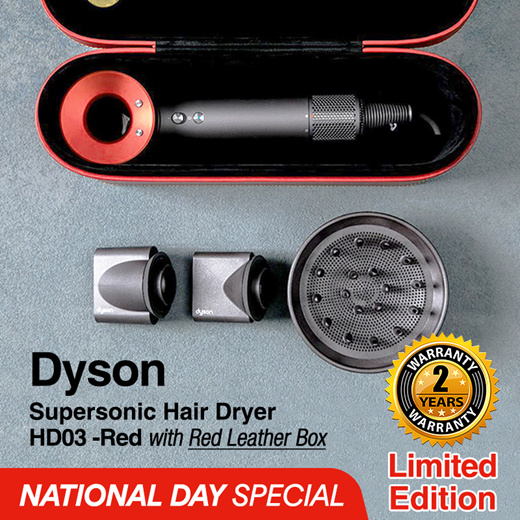 dyson
dyson
Dyson
Supersonic Hair Dryer
HD03 -Red with Red Leather Box
WARRANTY
2
YEARS
WARRANTY
Limited
Edition
NATIONAL DAY SPECIAL